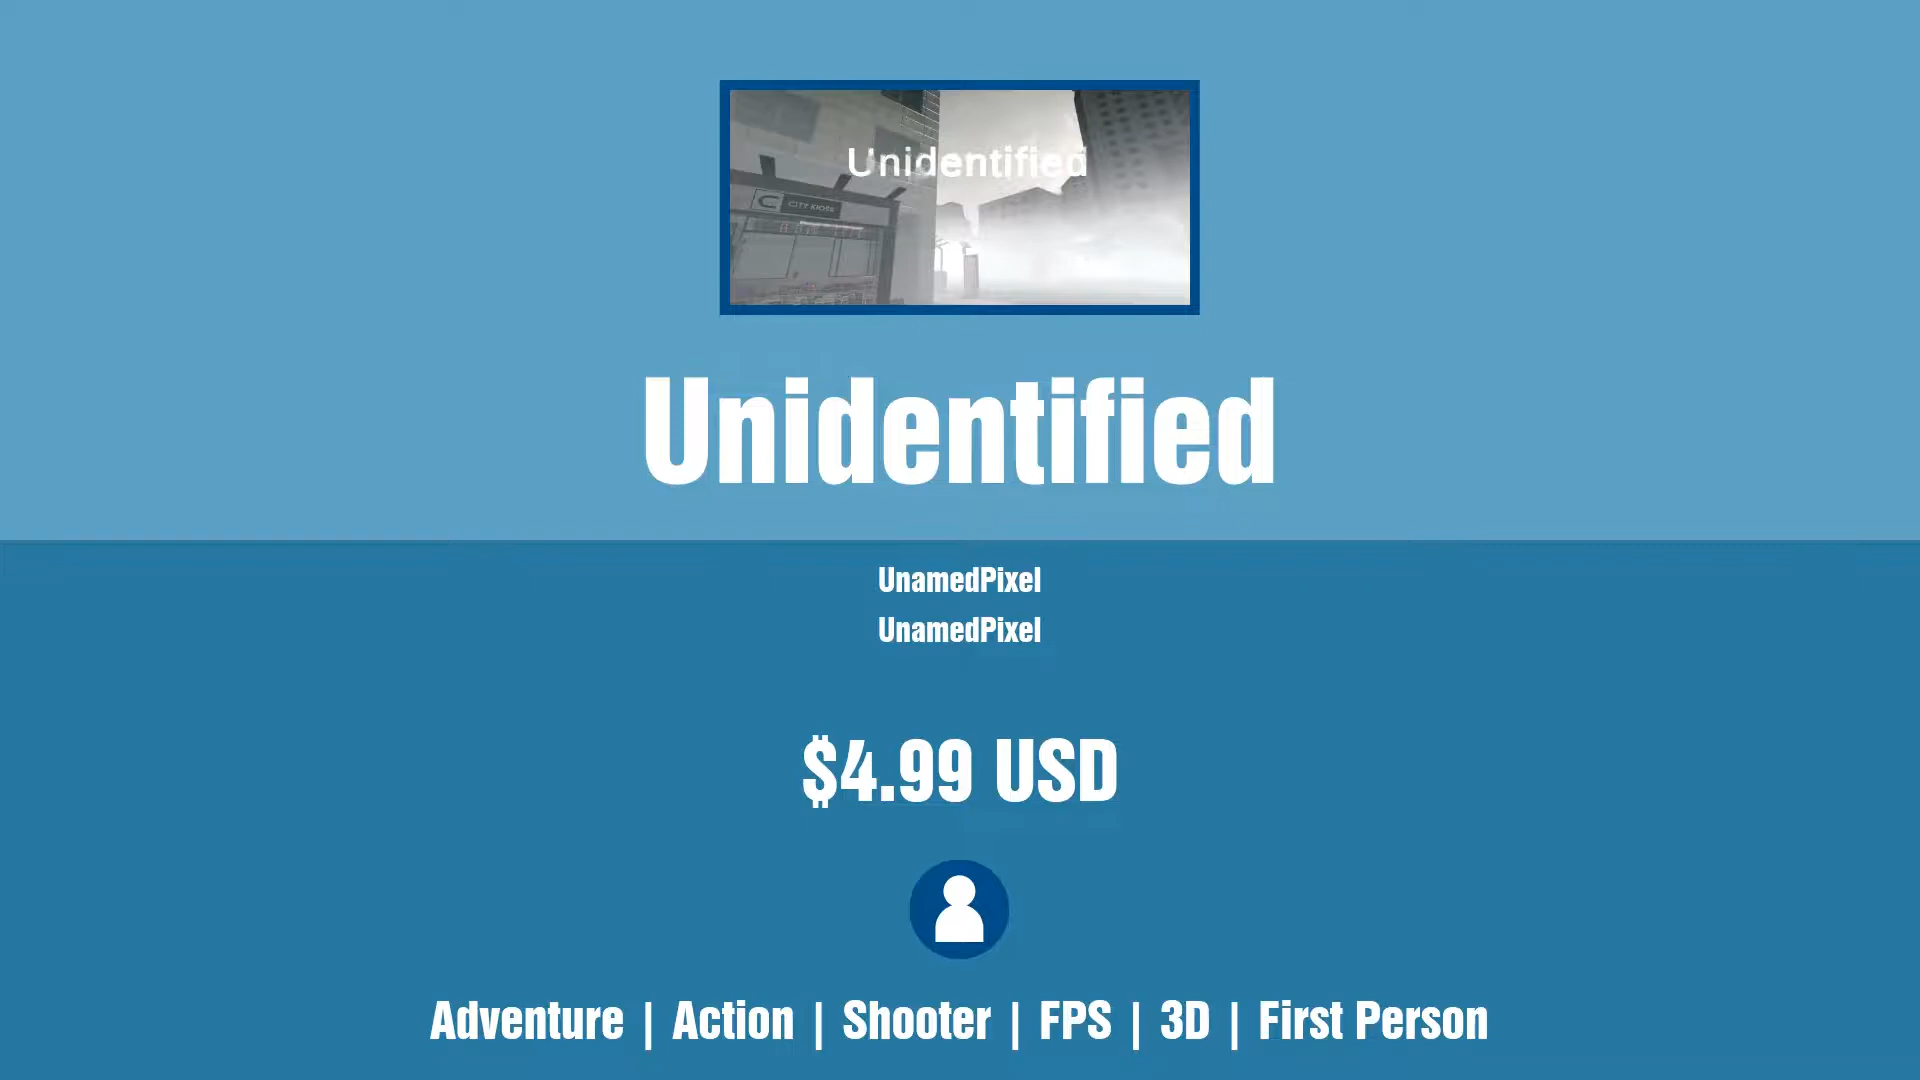 Unidentified
C CITY KIOSK
Unidentified
UnamedPixel
UnamedPixel
$4.99 USD
Adventure | Action | Shooter | FPS | 3D | First Person